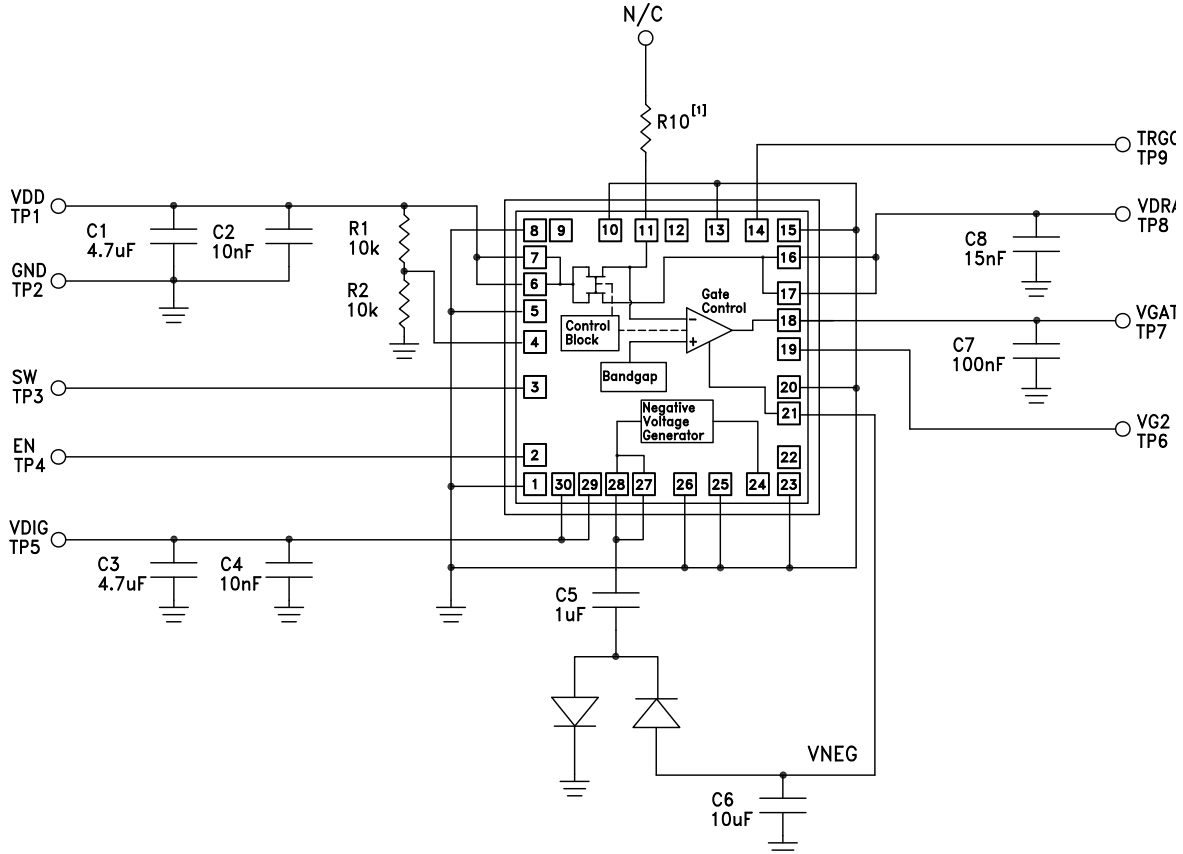 N/C
R10[1]
TRGO
TP9
VDD
TP1
VDRA
TP8
C1
4.7uF
C2
10nF
R1
10k
8
9
10
11
12
13
14
15
C8
15nF
GND
TP2
7
16
R2
10k
6
17
5
Gate
Control
18
VGAT
TP7
4
Control
Block
−
+
19
C7
100nF
SW
TP3
3
Bandgap
20
Negative
Voltage
Generator
21
VG2
TP6
EN
TP4
2
22
1
30
29
28
27
26
25
24
23
VDIG
TP5
C3
4.7uF
C4
10nF
C5
1uF
VNEG
C6
10uF